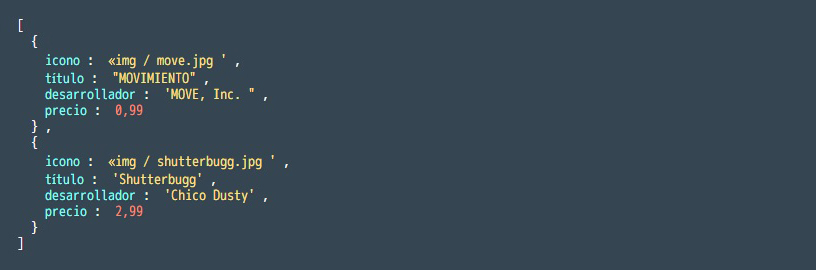 [
{
icono : «img / move.jpg ' ,
título : "MOVIMIENTO" ,
desarrollador : 'MOVE, Inc. " ,
precio : 0,99
} ,
{
icono : «img / shutterbugg.jpg ' ,
título : 'Shutterbugg' ,
desarrollador : 'Chico Dusty' ,
precio : 2,99
}
]